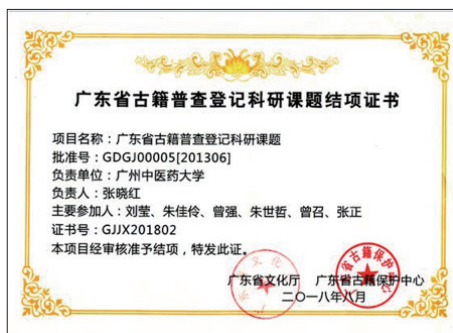 广东省古籍普查登记科研课题结项证书
项目名称：广东省古籍普查登记科研课题
批准号：GDGJ00005[201306]
负责单位：广州中医药大学
负责人：张晓红
主要参加人：刘莹、朱佳伶、曾强、朱世哲、曾召、张正
证书号：GJJX201802
本项目经审核准予结项，特发此证。
广东省文化厅 广东省古籍保护中心
二〇一八年八月